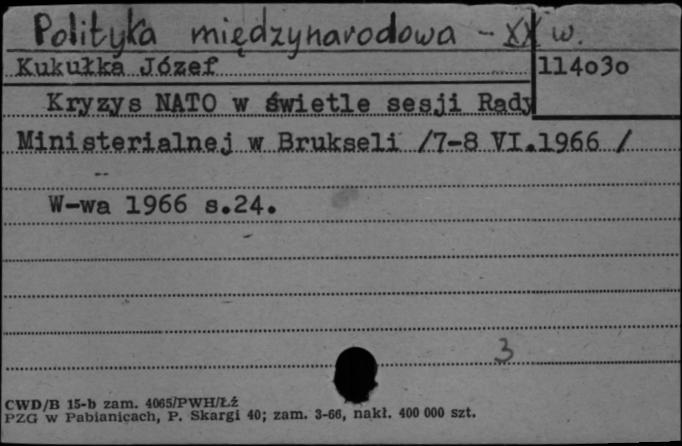 Polityka międzynarodowa - XX w.
Kukułka Józef 114o3o
Kryzys NATO w świetle sesji Rady
Ministerialnej w Brukseli /7-8 VI.1966 /
W-wa 1966 s.24.
3
CWD/B 15-b zam. 4065/PWH/Łż
PZG w Pabianicach, P. Skargi 40; zam. 3-66, nakł. 400 000 szt.